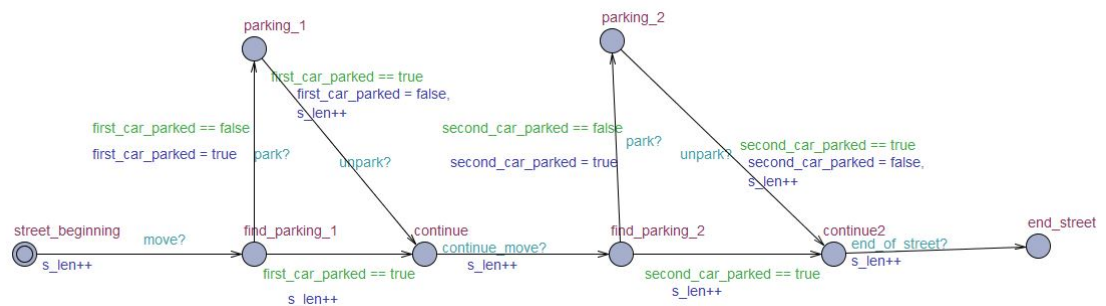 parking_1
first_car_parked == true
first_car_parked = false,
s_len++
first_car_parked == false
first_car_parked = true
park?
unpark?
parking_2
second_car_parked == false
second_car_parked = true
park?
unpark?
second_car_parked == true
second_car_parked = false,
s_len++
street_beginning
move?
s_len++
find_parking_1
first_car_parked == true
s_len++
continue
continue_move?
s_len++
find_parking_2
second_car_parked == true
s_len++
continue2
end_of_street?
s_len++
end_street